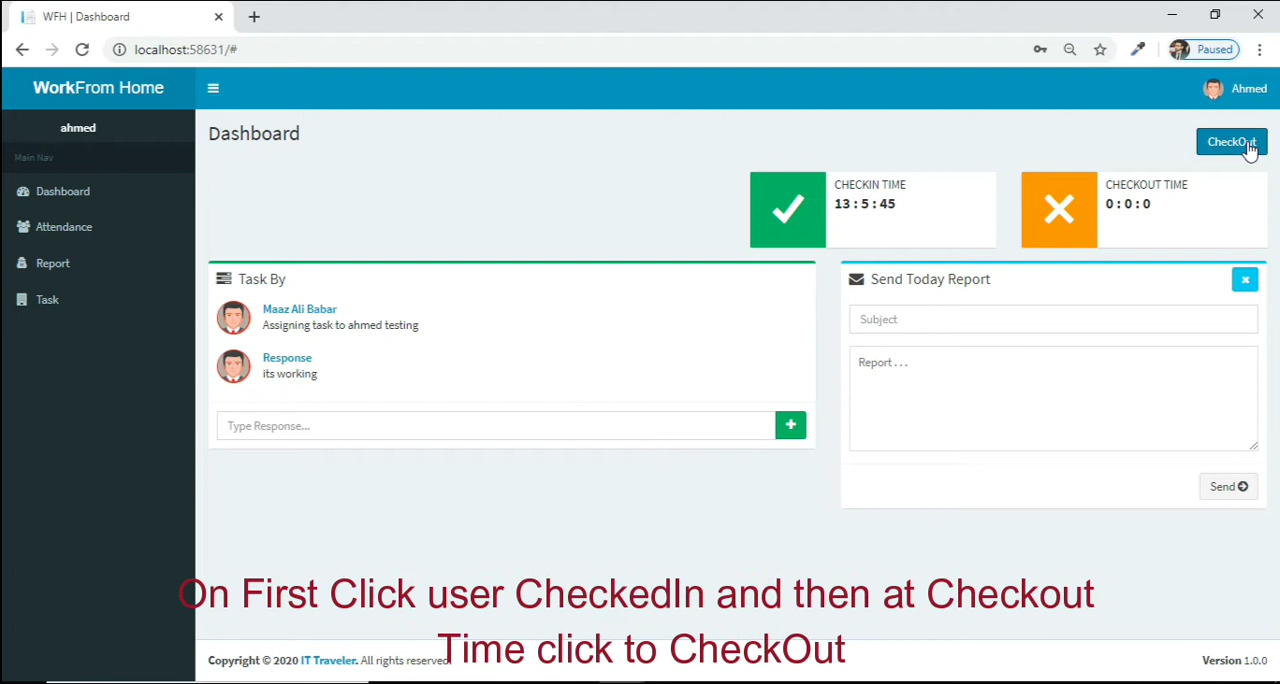 WFH | Dashboard
localhost:58631/#
Paused
WorkFrom Home
Ahmed
ahmed
Main Nav
Dashboard
Attendance
Report
Task
Dashboard
CheckOut
CHECKIN TIME
13 : 5 : 45
CHECKOUT TIME
0 : 0 : 0
Task By
Maaz Ali Babar
Assigning task to ahmed testing
Response
its working
Type Response...
Send Today Report
Subject
Report . . .
Send
On First Click user CheckedIn and then at Checkout
Time click to CheckOut
Copyright © 2020 IT Traveler. All rights reserved
Version 1.0.0